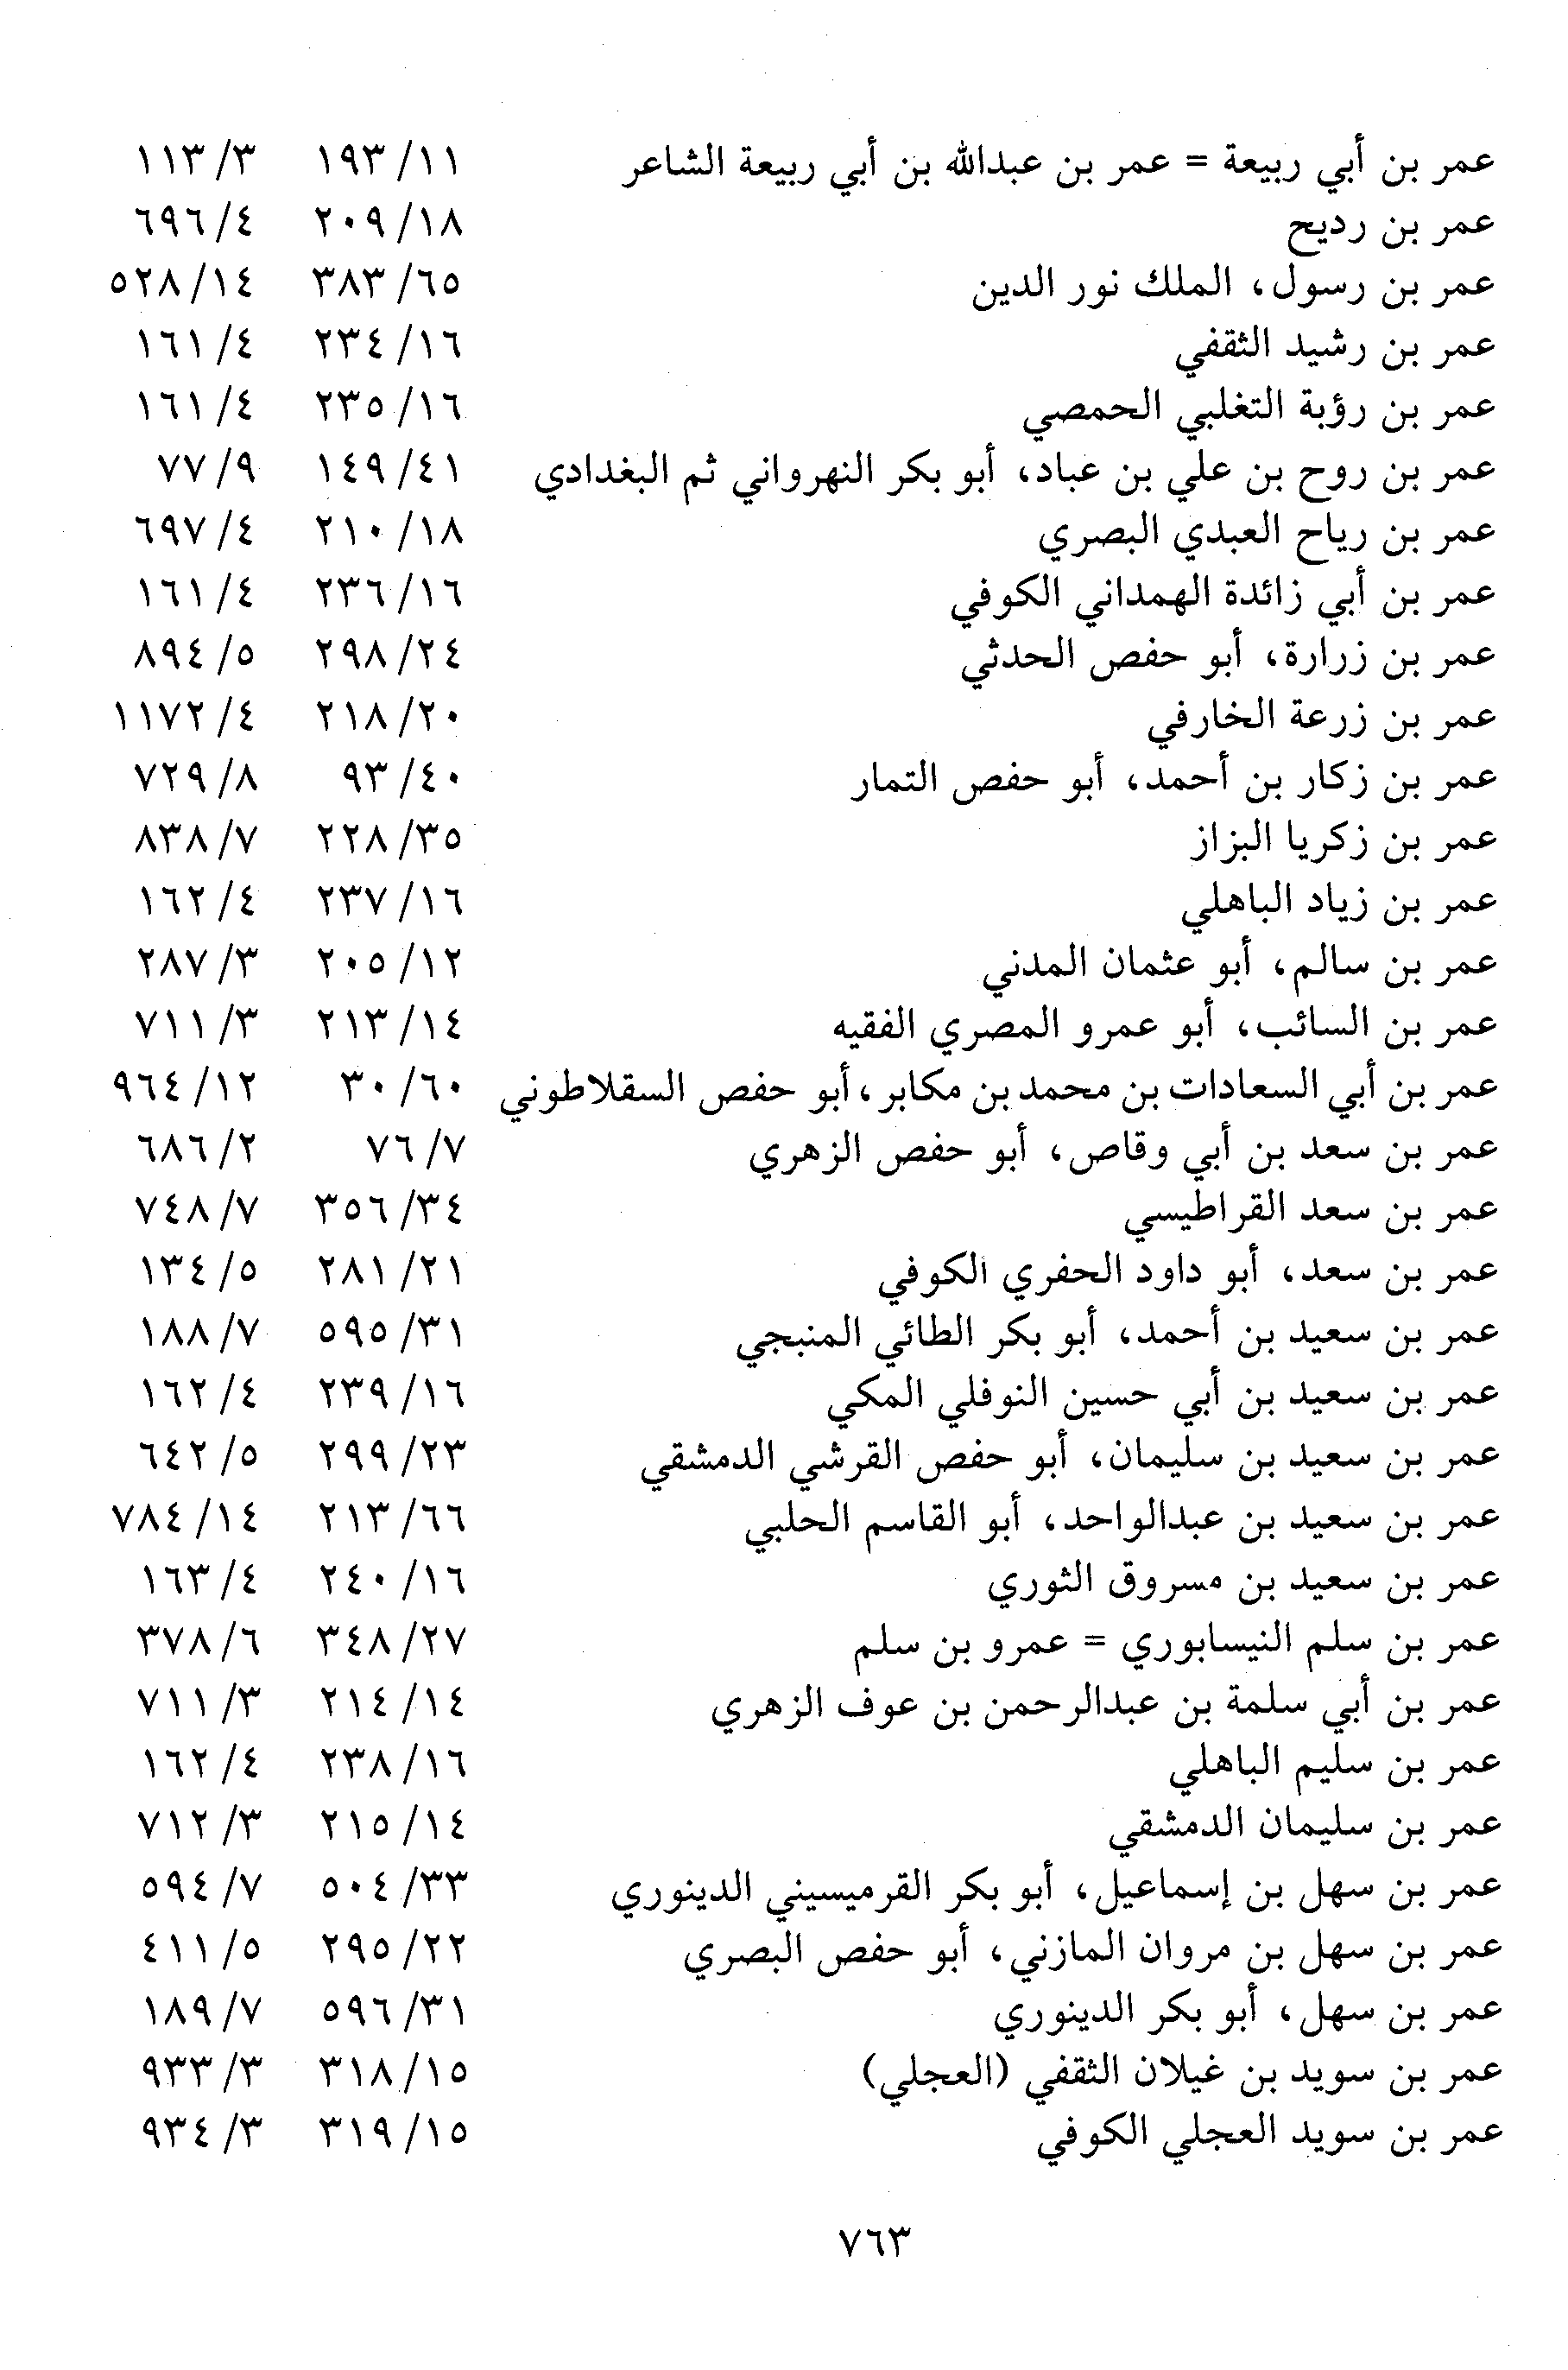 عمر بن أبي ربيعة = عمر بن عبدالله بن أبي ربيعة الشاعر ١١/ ١٩٣ ٣/ ١١٣
عمر بن رديح ١٨/ ٢٠٩ ٤/ ٦٩٦
عمر بن رسول، الملك نور الدين ٦٥/ ٣٨٣ ١٤/ ٥٢٨
عمر بن رشيد الثقفي ١٦/ ٢٣٤ ٤/ ١٦١
عمر بن رؤبة التغلبي الحمصي ١٦/ ٢٣٥ ٤/ ١٦١
عمر بن روح بن علي بن عباد، أبو بكر النهرواني ثم البغدادي ٤١/ ١٤٩ ٩/ ٧٧
عمر بن رياح العبدي البصري ١٨/ ٢١٠ ٤/ ٦٩٧
عمر بن أبي زائدة الهمداني الكوفي ١٦/ ٢٣٦ ٤/ ١٦١
عمر بن زرارة، أبو حفص الحدثي ٢٤/ ٢٩٨ ٥/ ٨٩٤
عمر بن زرعة الخارفي ٢٠/ ٢١٨ ٤/ ١١٧٢
عمر بن زكار بن أحمد، أبو حفص التمار ٤٠/ ٩٣ ٨/ ٧٢٩
عمر بن زكريا البزاز ٣٥/ ٢٢٨ ٧/ ٨٣٨
عمر بن زياد الباهلي ١٦/ ٢٣٧ ٤/ ١٦٢
عمر بن سالم، أبو عثمان المدني ١٢/ ٢٠٥ ٣/ ٢٨٧
عمر بن السائب، أبو عمرو المصري الفقيه ١٤/ ٢١٣ ٣/ ٧١١
عمر بن أبي السعادات بن محمد بن مكابر، أبو حفص السقلاطوني ٦٠/ ٣٠ ١٢/ ٩٦٤
عمر بن سعد بن أبي وقاص، أبو حفص الزهري ٧/ ٧٦ ٢/ ٦٨٦
عمر بن سعد القراطيسي ٣٤/ ٣٥٦ ٧/ ٧٤٨
عمر بن سعد، أبو داود الحفري الكوفي ٢١/ ٢٨١ ٥/ ١٣٤
عمر بن سعيد بن أحمد، أبو بكر الطائي المنبجي ٣١/ ٥٩٥ ٧/ ١٨٨
عمر بن سعيد بن أبي حسين النوفلي المكي ١٦/ ٢٣٩ ٤/ ١٦٢
عمر بن سعيد بن سليمان، أبو حفص القرشي الدمشقي ٢٣/ ٢٩٩ ٥/ ٦٤٢
عمر بن سعيد بن عبدالواحد، أبو القاسم الحلبي ٦٦/ ٢١٣ ١٤/ ٧٨٤
عمر بن سعيد بن مسروق الثوري ١٦/ ٢٤٠ ٤/ ١٦٣
عمر بن سلم النيسابوري = عمرو بن سلم ٢٧/ ٣٤٨ ٦/ ٣٧٨
عمر بن أبي سلمة بن عبدالرحمن بن عوف الزهري ١٤/ ٢١٤ ٣/ ٧١١
عمر بن سليم الباهلي ١٦/ ٢٣٨ ٤/ ١٦٢
عمر بن سليمان الدمشقي ١٤/ ٢١٥ ٣/ ٧١٢
عمر بن سهل بن إسماعيل، أبو بكر القرميسيني الدينوري ٣٣/ ٥٠٤ ٧/ ٥٩٤
عمر بن سهل بن مروان المازني، أبو حفص البصري ٢٢/ ٢٩٥ ٥/ ٤١١
عمر بن سهل، أبو بكر الدينوري ٣١/ ٥٩٦ ٧/ ١٨٩
عمر بن سويد بن غيلان الثقفي (العجلي) ١٥/ ٣١٨ ٣/ ٩٣٣
عمر بن سويد العجلي الكوفي ١٥/ ٣١٩ ٣/ ٩٣٤
٧٦٣